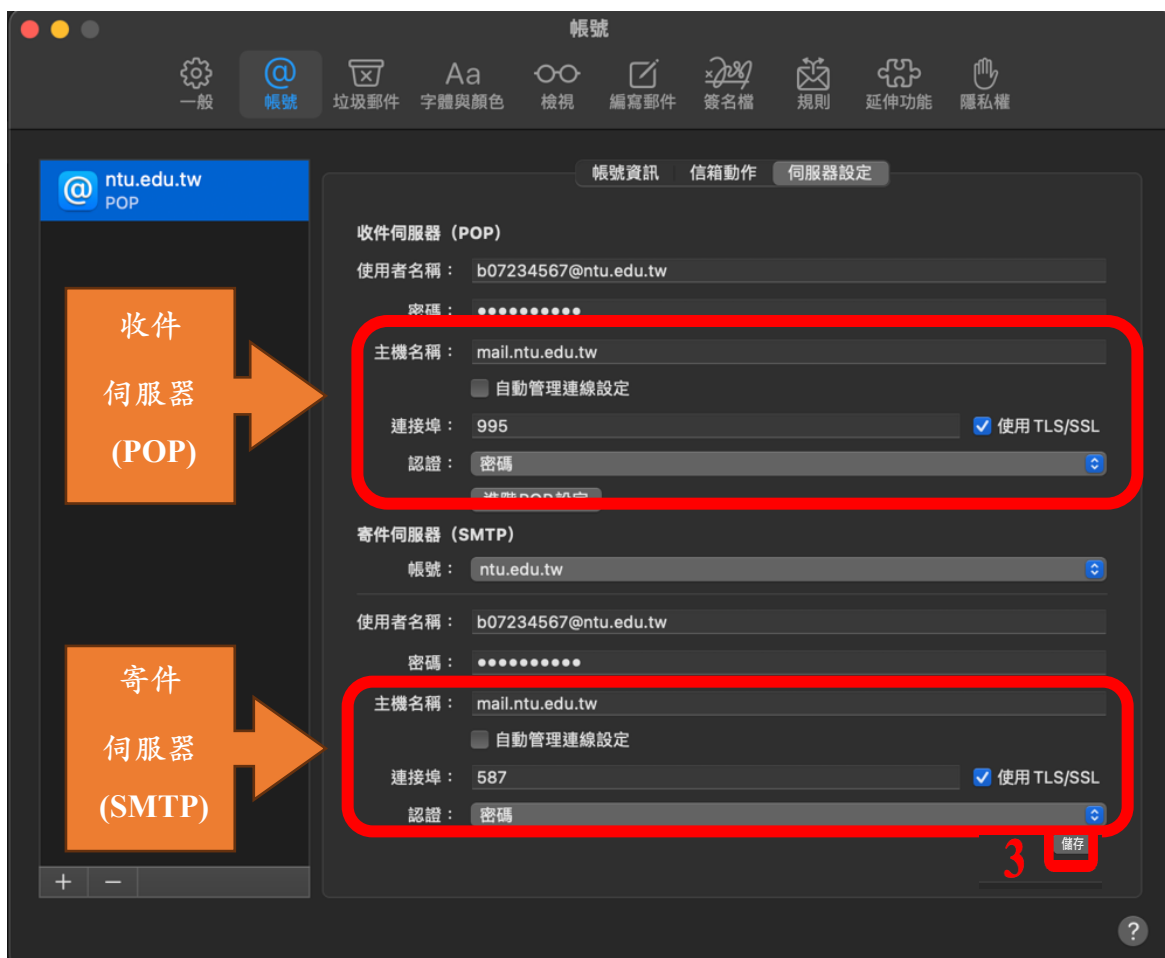 帳號
一般
帳號
垃圾郵件
Aa
字體與顏色
檢視
編寫郵件
簽名檔
規則
延伸功能
隱私權
@ ntu.edu.tw
POP
帳號資訊 信箱動作 伺服器設定
收件伺服器（POP）
使用者名稱： b07234567@ntu.edu.tw
密碼： ●●●●●●●●●●
主機名稱： mail.ntu.edu.tw
自動管理連線設定
連接埠： 995 使用 TLS/SSL
認證： 密碼
進階 POP 設定
收件
伺服器
(POP)
寄件伺服器（SMTP）
帳號： ntu.edu.tw
使用者名稱： b07234567@ntu.edu.tw
密碼： ●●●●●●●●●●
主機名稱： mail.ntu.edu.tw
自動管理連線設定
連接埠： 587 使用 TLS/SSL
認證： 密碼
寄件
伺服器
(SMTP)
3 儲存
+ −
?